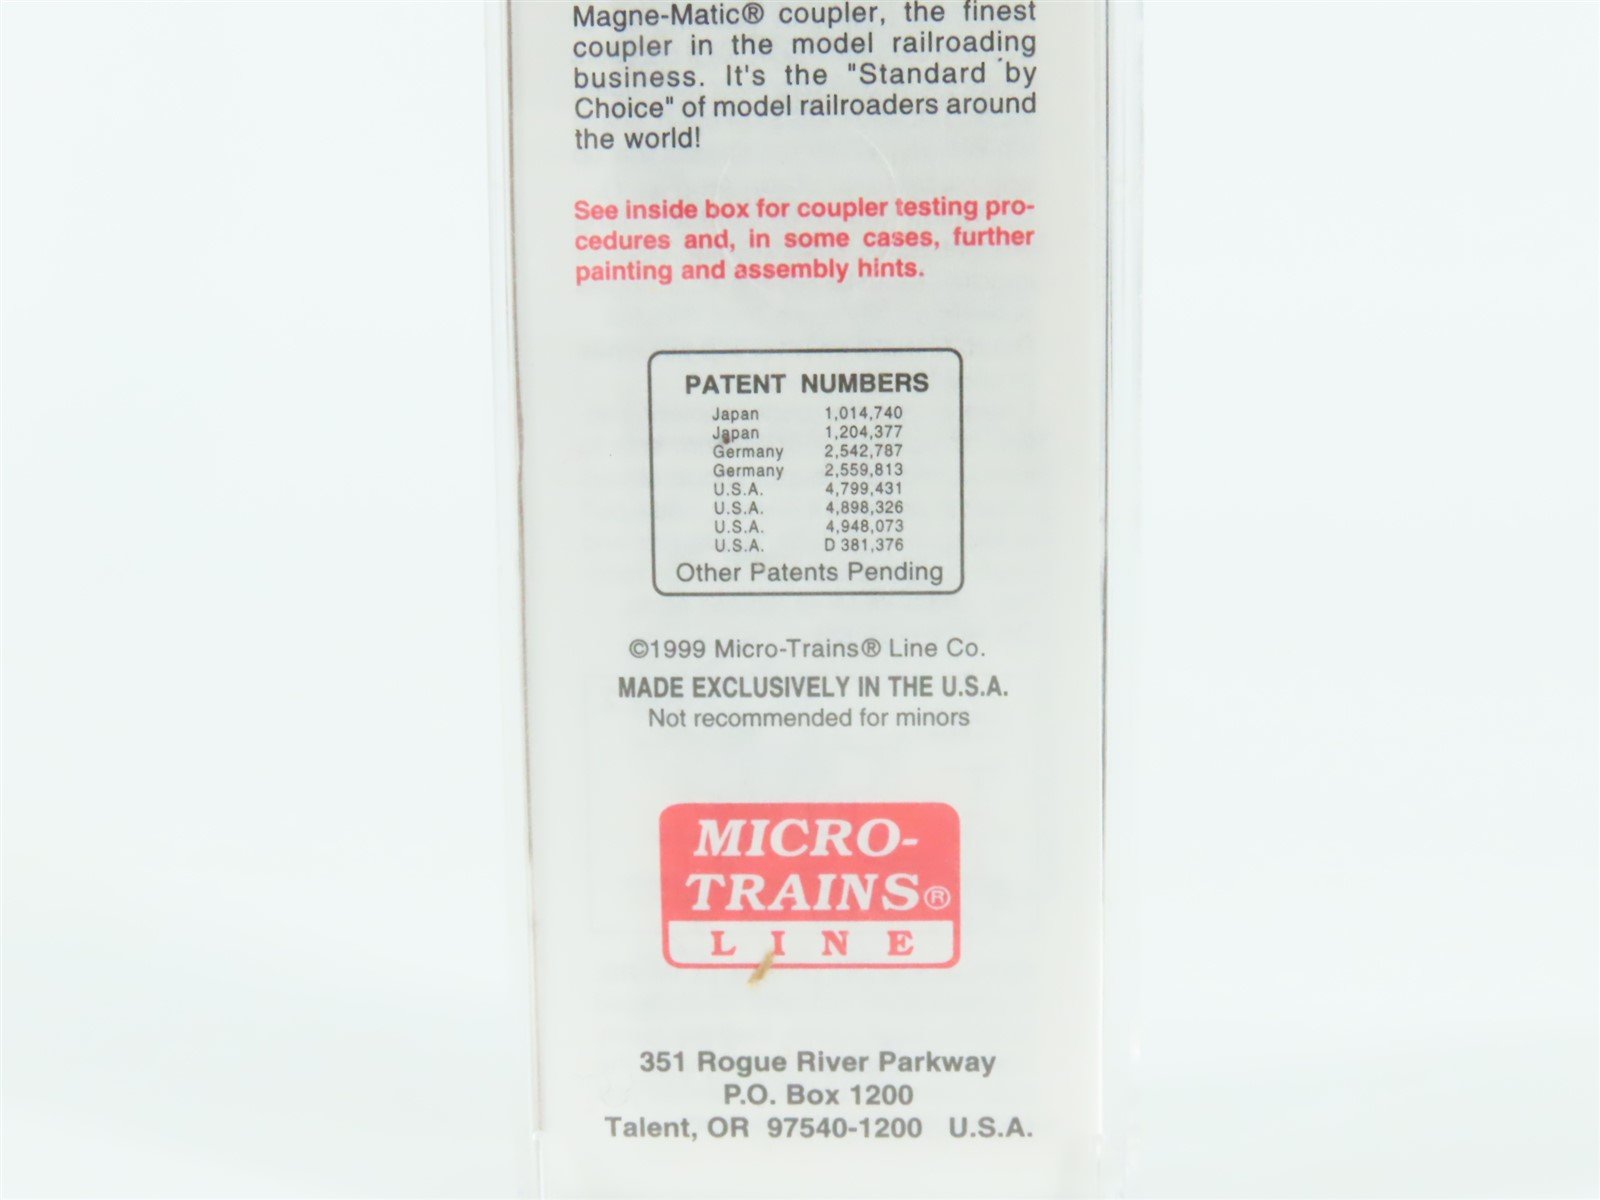 Magne-Matic® coupler, the finest
coupler in the model railroading
business. It's the "Standard by
Choice" of model railroaders around
the world!
See inside box for coupler testing pro-
cedures and, in some cases, further
painting and assembly hints.
PATENT NUMBERS
Japan 1,014,740
Japan 1,204,377
Germany 2,542,787
Germany 2,559,813
U.S.A. 4,799,431
U.S.A. 4,898,326
U.S.A. 4,948,073
U.S.A. D 381,376
Other Patents Pending
©1999 Micro-Trains® Line Co.
MADE EXCLUSIVELY IN THE U.S.A.
Not recommended for minors
MICRO-
TRAINS®
LINE
351 Rogue River Parkway
P.O. Box 1200
Talent, OR 97540-1200 U.S.A.